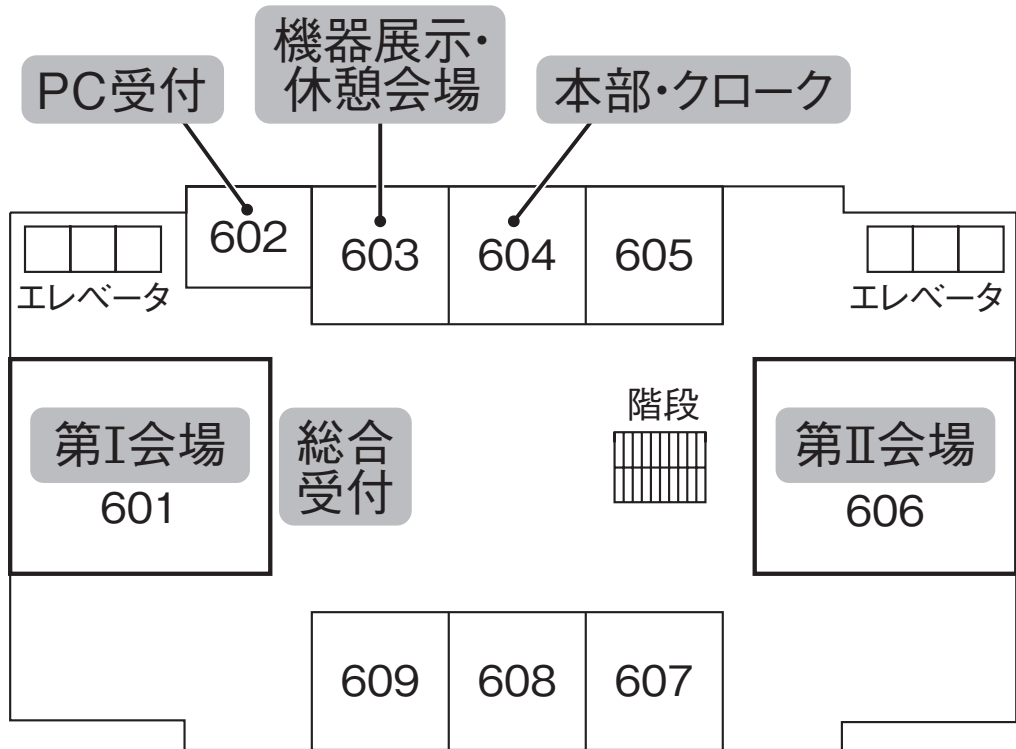 機器展示・
休憩会場
PC受付
本部・クローク
602
603
604
605
エレベータ
エレベータ
階段
第Ⅰ会場
601
総合
受付
第Ⅱ会場
606
609
608
607